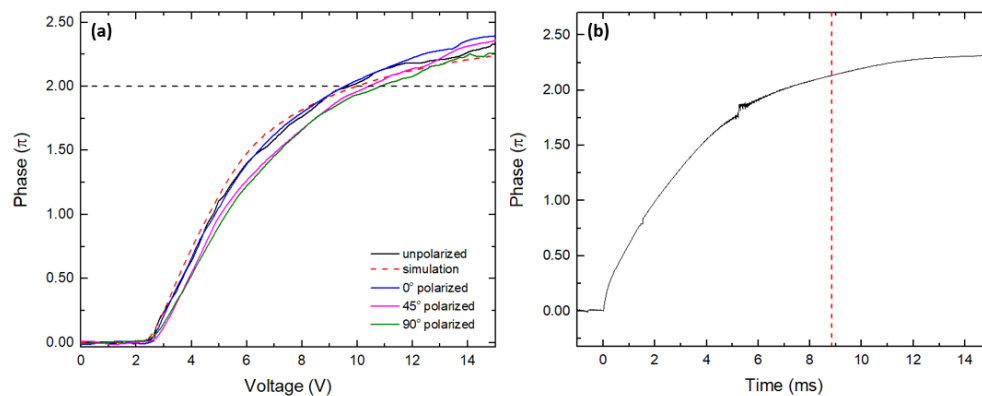 (a)
2.50
2.00
1.50
1.00
0.50
0.00
Phase (π)
unpolarized
simulation
0° polarized
45° polarized
90° polarized
0 2 4 6 8 10 12 14
Voltage (V)
(b)
2.50
2.00
1.50
1.00
0.50
0.00
Phase (π)
0 2 4 6 8 10 12 14
Time (ms)